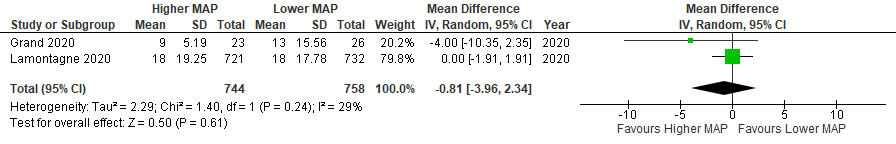 Higher MAP Lower MAP Mean Difference Mean Difference
Study or Subgroup Mean SD Total Mean SD Total Weight IV, Random, 95% CI Year IV, Random, 95% CI
Grand 2020 9 5.19 23 13 15.56 26 20.2% -4.00 [-10.35, 2.35] 2020
Lamontagne 2020 18 19.25 721 18 17.78 732 79.8% 0.00 [-1.91, 1.91] 2020
Total (95% CI) 744 758 100.0% -0.81 [-3.96, 2.34]
Heterogeneity: Tau² = 2.29; Chi² = 1.40, df = 1 (P = 0.24); I² = 29%
Test for overall effect: Z = 0.50 (P = 0.61)
-10 -5 0 5 10
Favours Higher MAP Favours Lower MAP